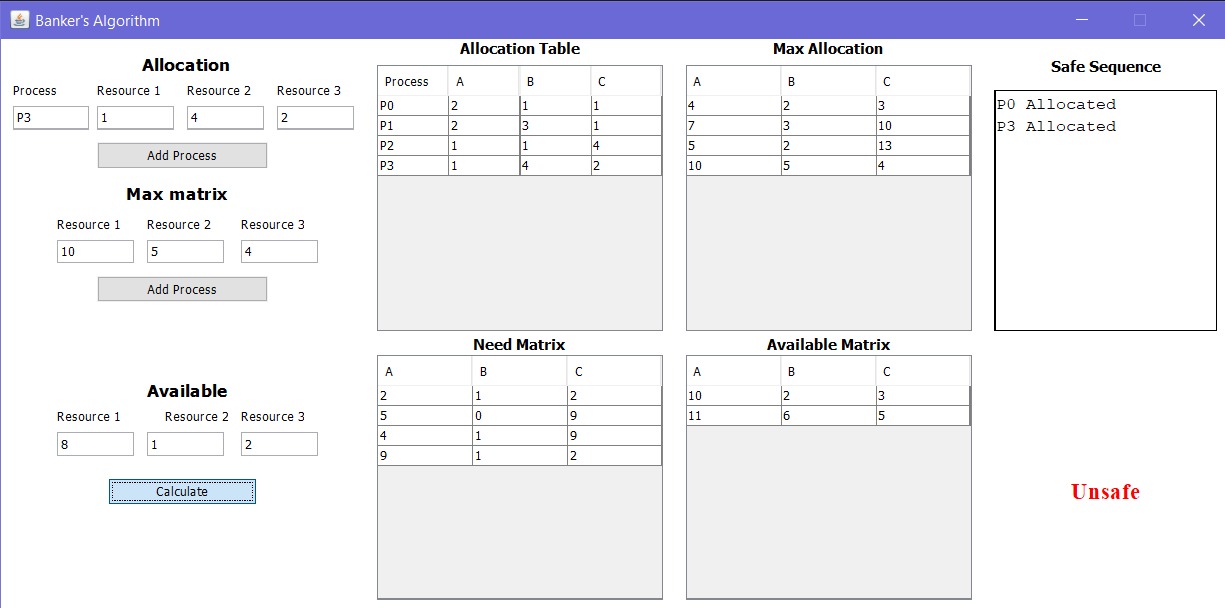 Banker's Algorithm
Allocation
Process Resource 1 Resource 2 Resource 3
P3 1 4 2
Add Process
Max matrix
Resource 1 Resource 2 Resource 3
10 5 4
Add Process
Available
Resource 1 Resource 2 Resource 3
8 1 2
Calculate
Allocation Table
Process A B C
P0 2 1 1
P1 2 3 1
P2 1 1 4
P3 1 4 2
Max Allocation
A B C
4 2 3
7 3 10
5 2 13
10 5 4
Need Matrix
A B C
2 1 2
5 0 9
4 1 9
9 1 2
Available Matrix
A B C
10 2 3
11 6 5
Safe Sequence
P0 Allocated
P3 Allocated
Unsafe